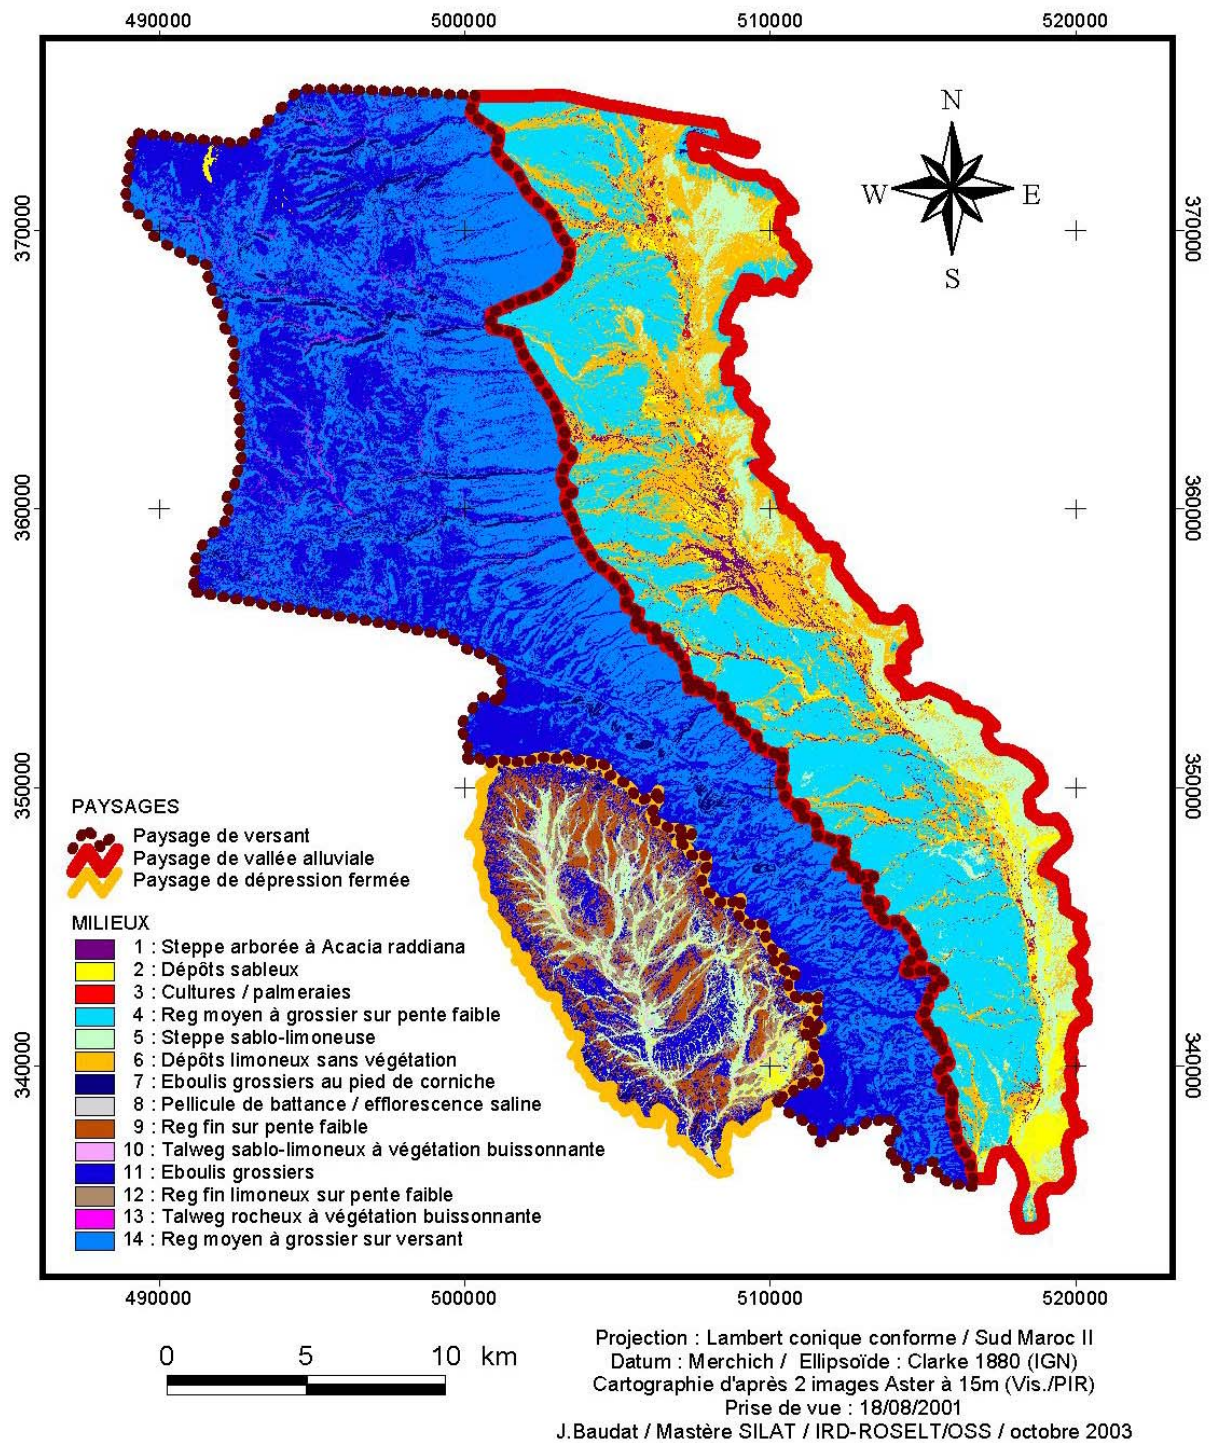 490000 500000 510000 520000
N
W E
S
370000 370000
360000 360000
350000 350000
340000 340000
PAYSAGES
Paysage de versant
Paysage de vallée alluviale
Paysage de dépression fermée
MILIEUX
1 : Steppe arborée à Acacia raddiana
2 : Dépôts sableux
3 : Cultures / palmeraies
4 : Reg moyen à grossier sur pente faible
5 : Steppe sablo-limoneuse
6 : Dépôts limoneux sans végétation
7 : Eboulis grossiers au pied de corniche
8 : Pellicule de battance / efflorescence saline
9 : Reg fin sur pente faible
10 : Talweg sablo-limoneux à végétation buissonnante
11 : Eboulis grossiers
12 : Reg fin limoneux sur pente faible
13 : Talweg rocheux à végétation buissonnante
14 : Reg moyen à grossier sur versant
490000 500000 510000 520000
0 5 10 km
Projection : Lambert conique conforme / Sud Maroc II
Datum : Merchich / Ellipsoïde : Clarke 1880 (IGN)
Cartographie d'après 2 images Aster à 15m (Vis./PIR)
Prise de vue : 18/08/2001
J.Baudat / Mastère SILAT / IRD-ROSELT/OSS / octobre 2003